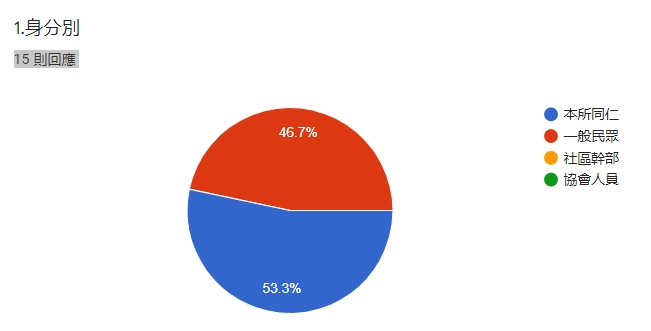 1.身分別
15 則回應
本所同仁
一般民眾
社區幹部
協會人員
46.7%
53.3%